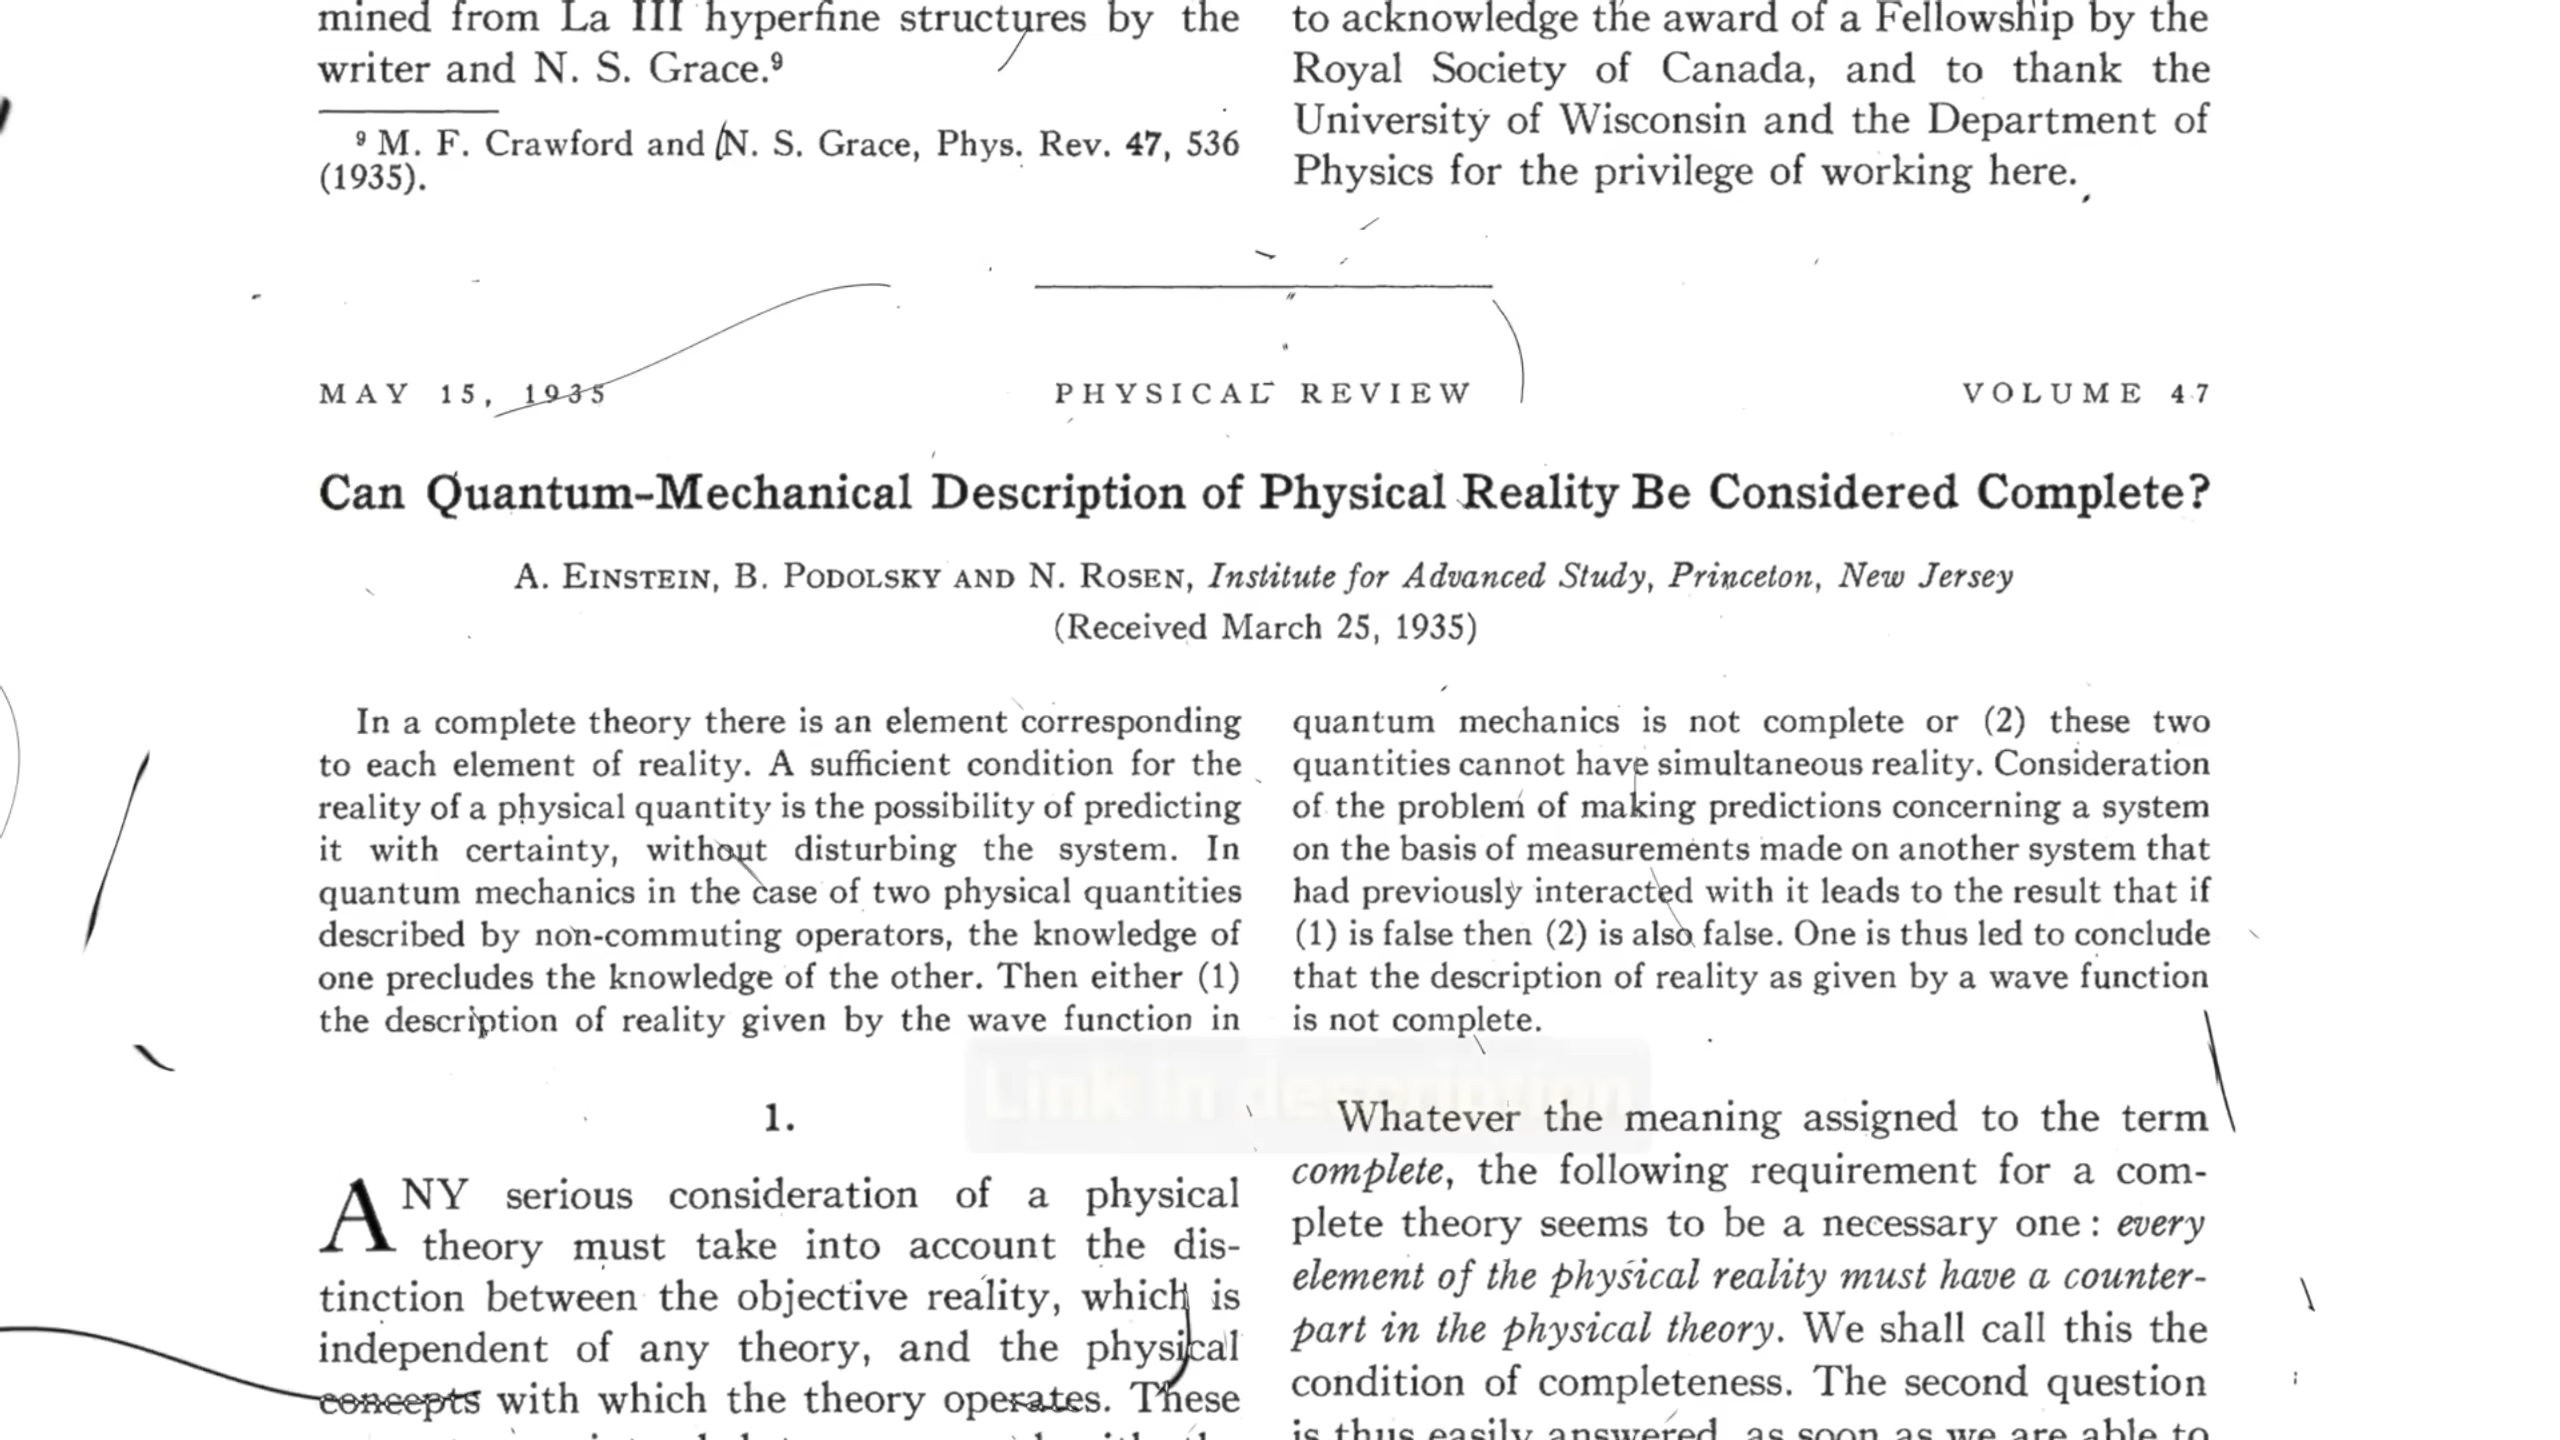 mined from La III hyperfine structures by the
writer and N. S. Grace.⁹
⁹ M. F. Crawford and N. S. Grace, Phys. Rev. 47, 536
(1935).
to acknowledge the award of a Fellowship by the
Royal Society of Canada, and to thank the
University of Wisconsin and the Department of
Physics for the privilege of working here.
MAY 15, 1935 PHYSICAL REVIEW VOLUME 47
Can Quantum-Mechanical Description of Physical Reality Be Considered Complete?
A. EINSTEIN, B. PODOLSKY AND N. ROSEN, Institute for Advanced Study, Princeton, New Jersey
(Received March 25, 1935)
In a complete theory there is an element corresponding
to each element of reality. A sufficient condition for the
reality of a physical quantity is the possibility of predicting
it with certainty, without disturbing the system. In
quantum mechanics in the case of two physical quantities
described by non-commuting operators, the knowledge of
one precludes the knowledge of the other. Then either (1)
the description of reality given by the wave function in
quantum mechanics is not complete or (2) these two
quantities cannot have simultaneous reality. Consideration
of the problem of making predictions concerning a system
on the basis of measurements made on another system that
had previously interacted with it leads to the result that if
(1) is false then (2) is also false. One is thus led to conclude
that the description of reality as given by a wave function
is not complete.
Link in description
1.
ANY serious consideration of a physical
theory must take into account the dis-
tinction between the objective reality, which is
independent of any theory, and the physical
concepts with which the theory operates. These
Whatever the meaning assigned to the term
complete, the following requirement for a com-
plete theory seems to be a necessary one: every
element of the physical reality must have a counter-
part in the physical theory. We shall call this the
condition of completeness. The second question
is thus easily answered, as soon as we are able to